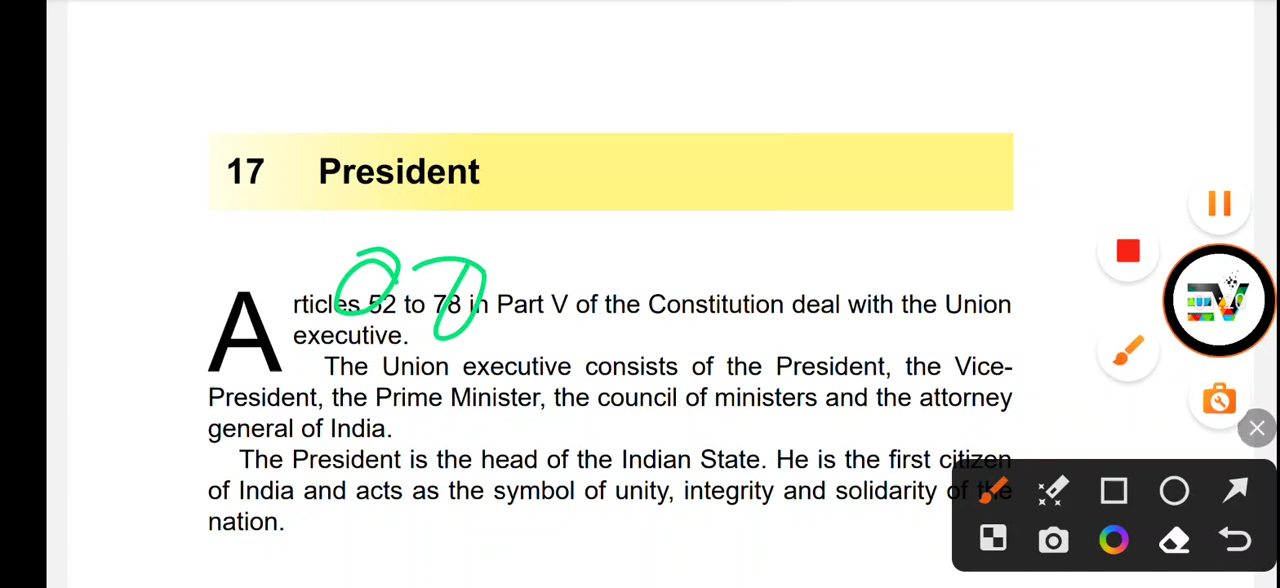 17 President
Articles 52 to 78 in Part V of the Constitution deal with the Union
executive.
The Union executive consists of the President, the Vice-
President, the Prime Minister, the council of ministers and the attorney
general of India.
The President is the head of the Indian State. He is the first citizen
of India and acts as the symbol of unity, integrity and solidarity of the
nation.
EV